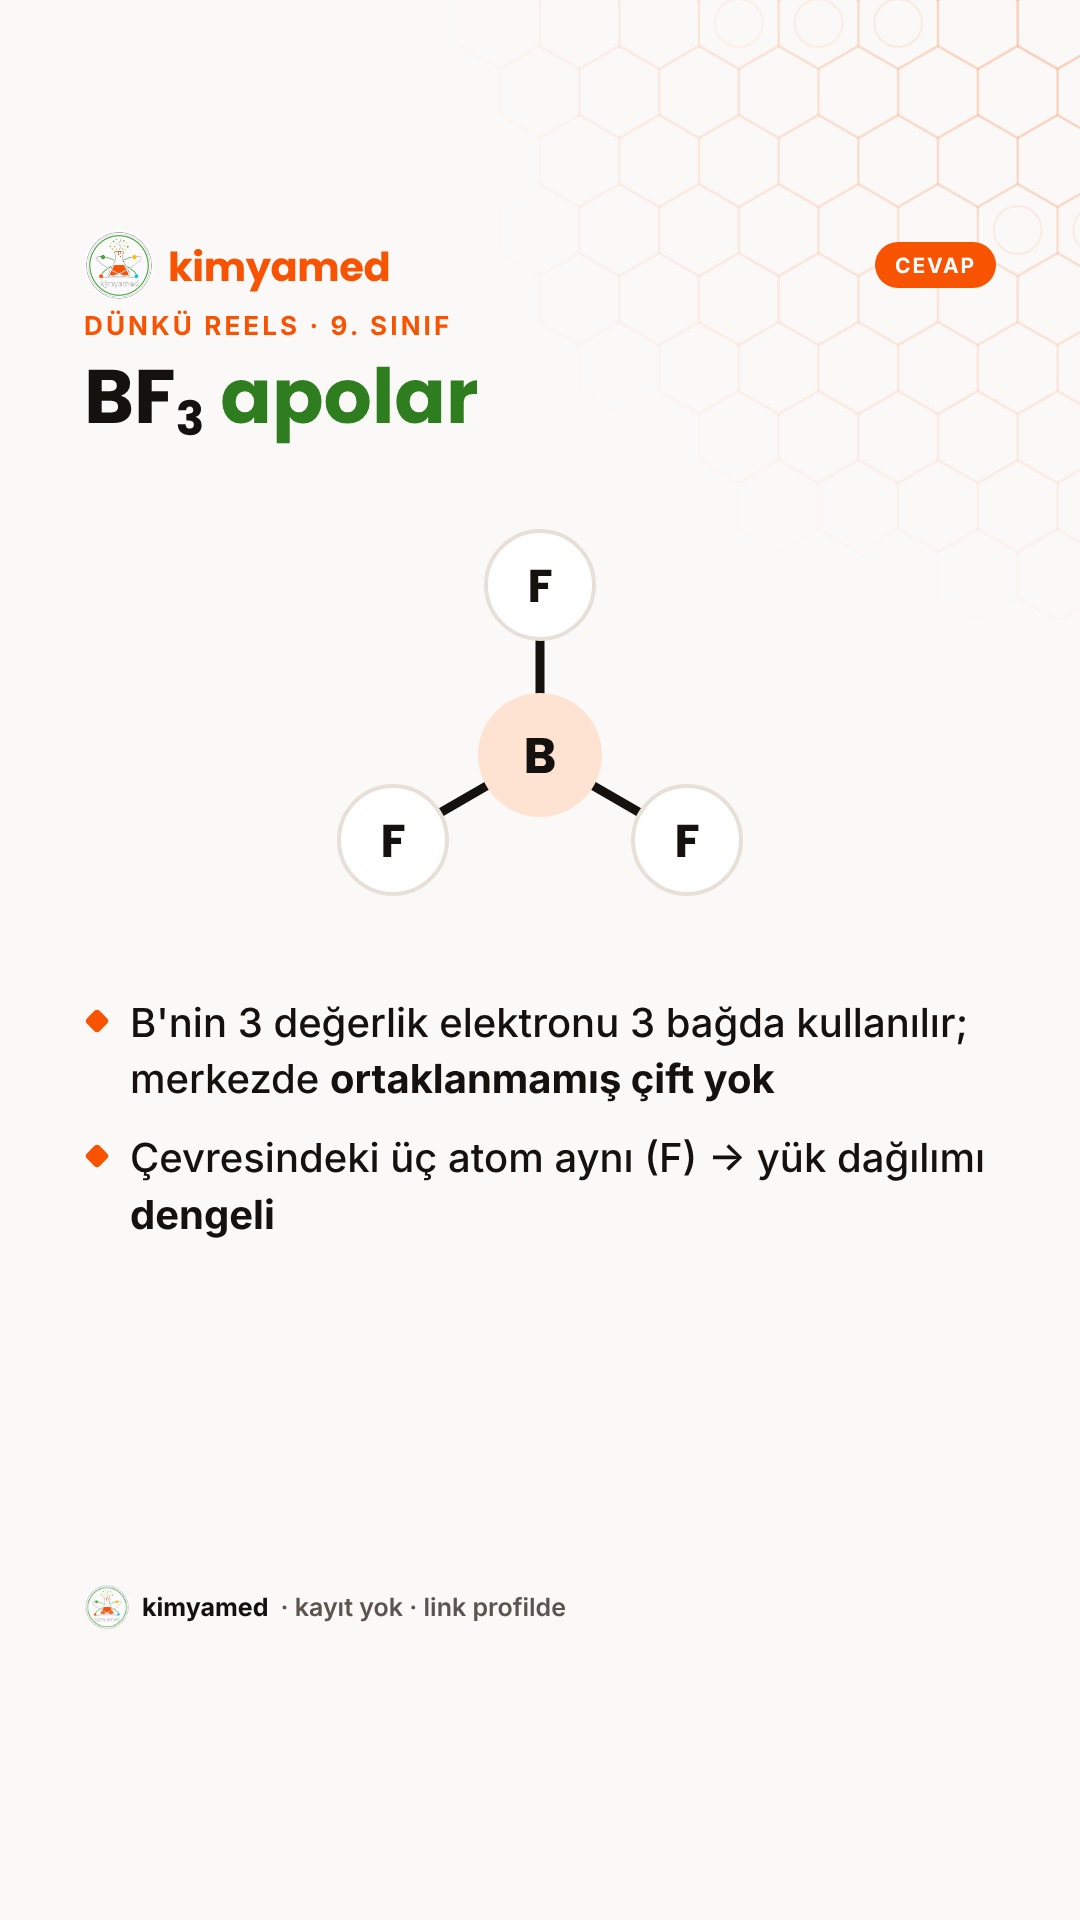 kimyamed
CEVAP
DÜNKÜ REELS · 9. SINIF
BF₃ apolar
F
B
F
F
B'nin 3 değerlik elektronu 3 bağda kullanılır;
merkezde ortaklanmamış çift yok
Çevresindeki üç atom aynı (F) → yük dağılımı
dengeli
kimyamed · kayıt yok · link profilde